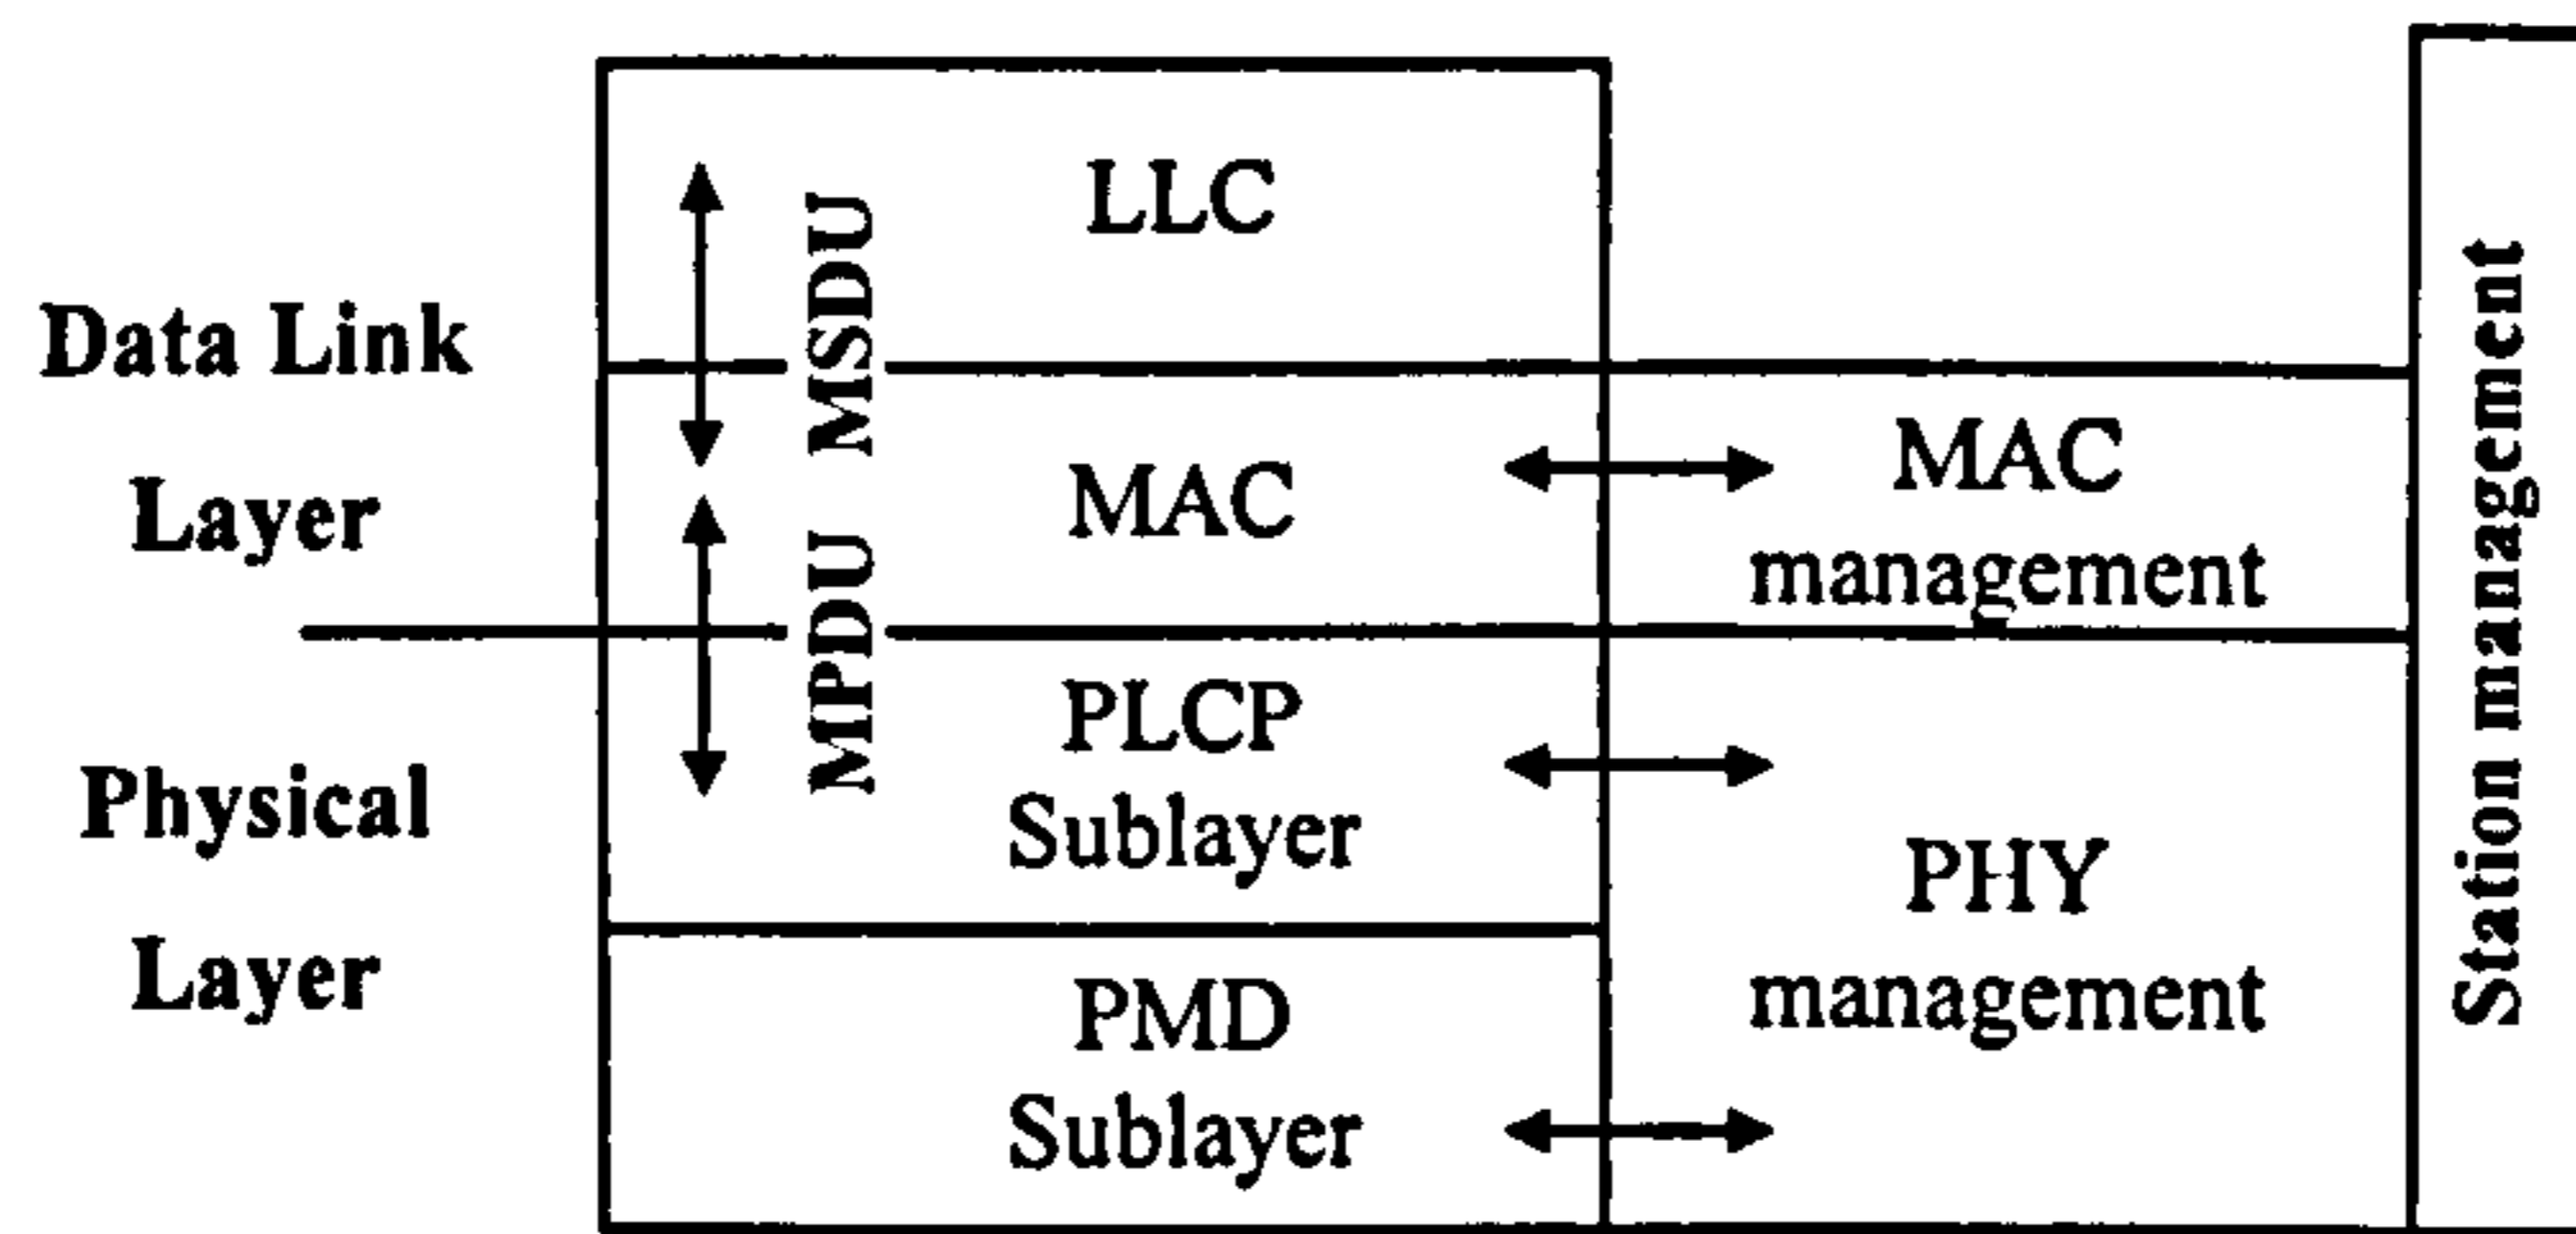 Data Link
Layer
Physical
Layer
MSDU
MPDU
LLC
MAC
PLCP
Sublayer
PMD
Sublayer
MAC
management
PHY
management
Station management